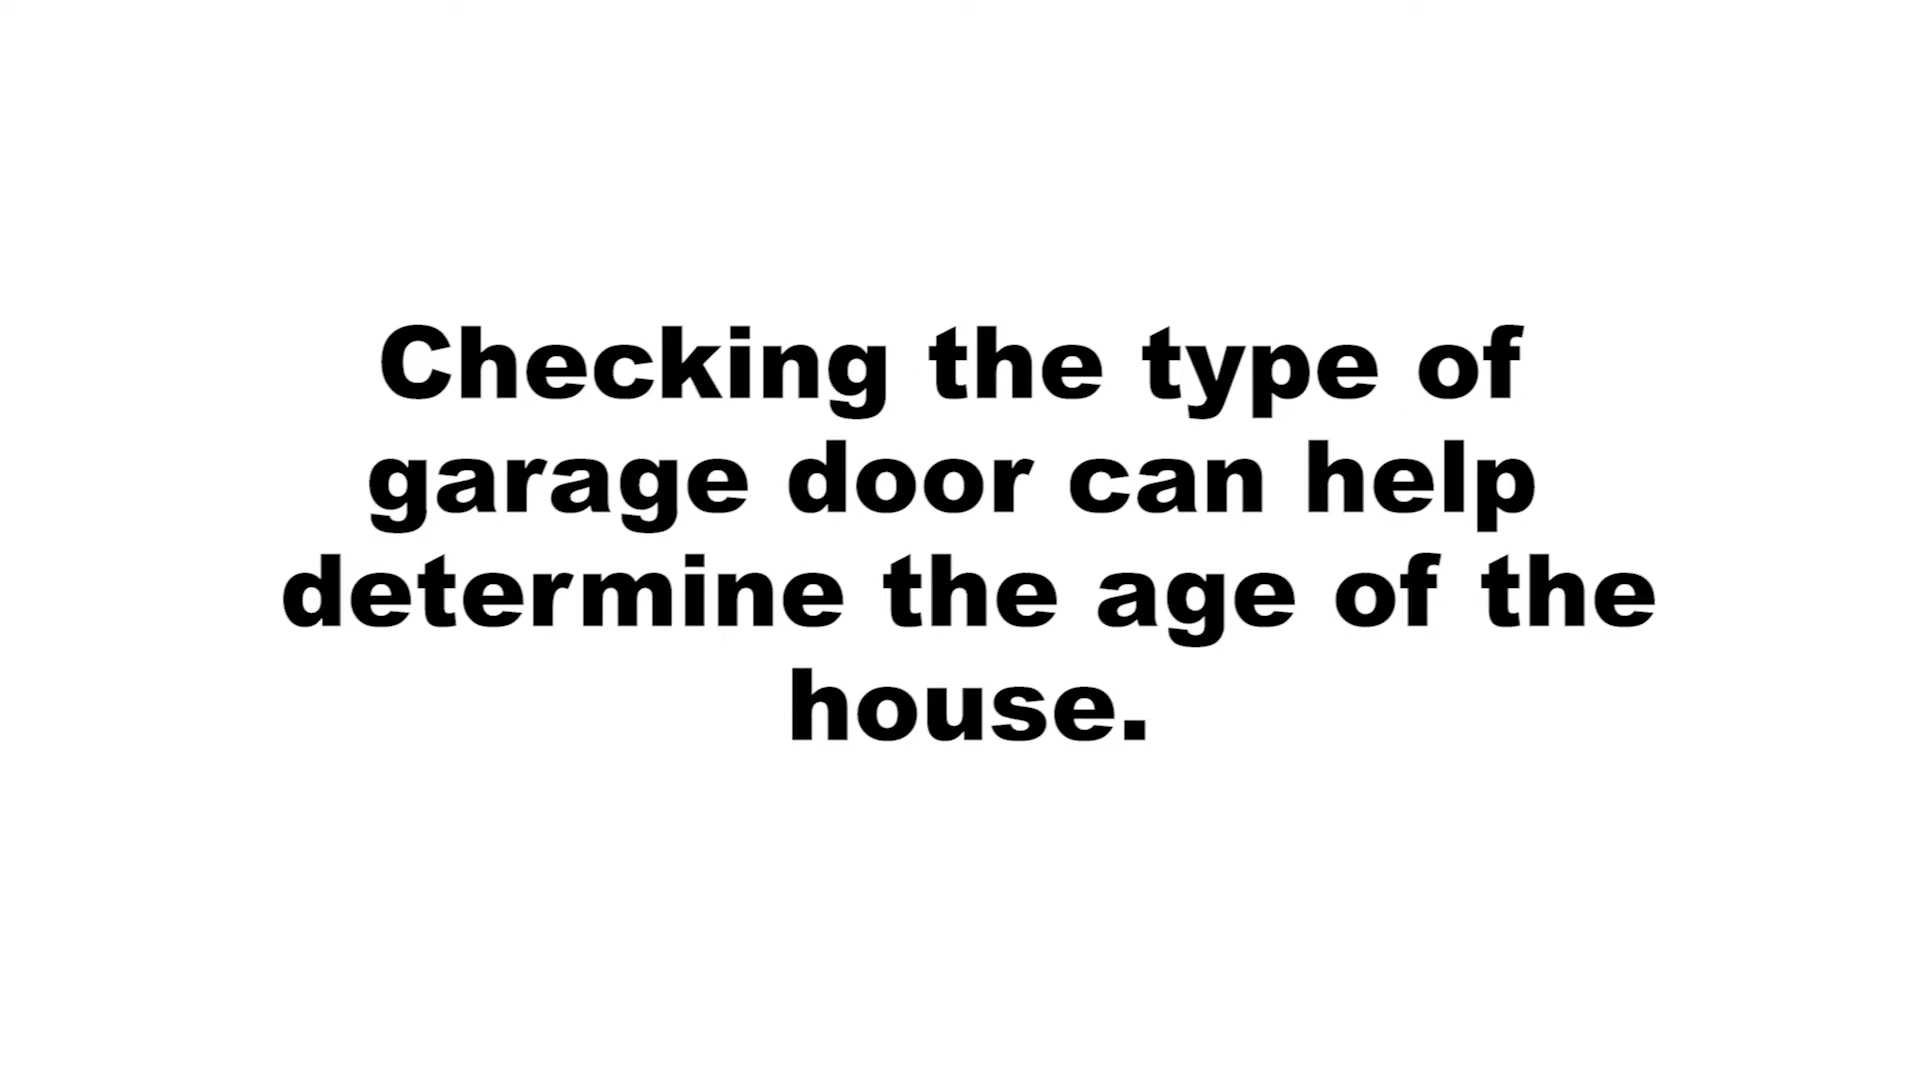 Checking the type of
garage door can help
determine the age of the
house.